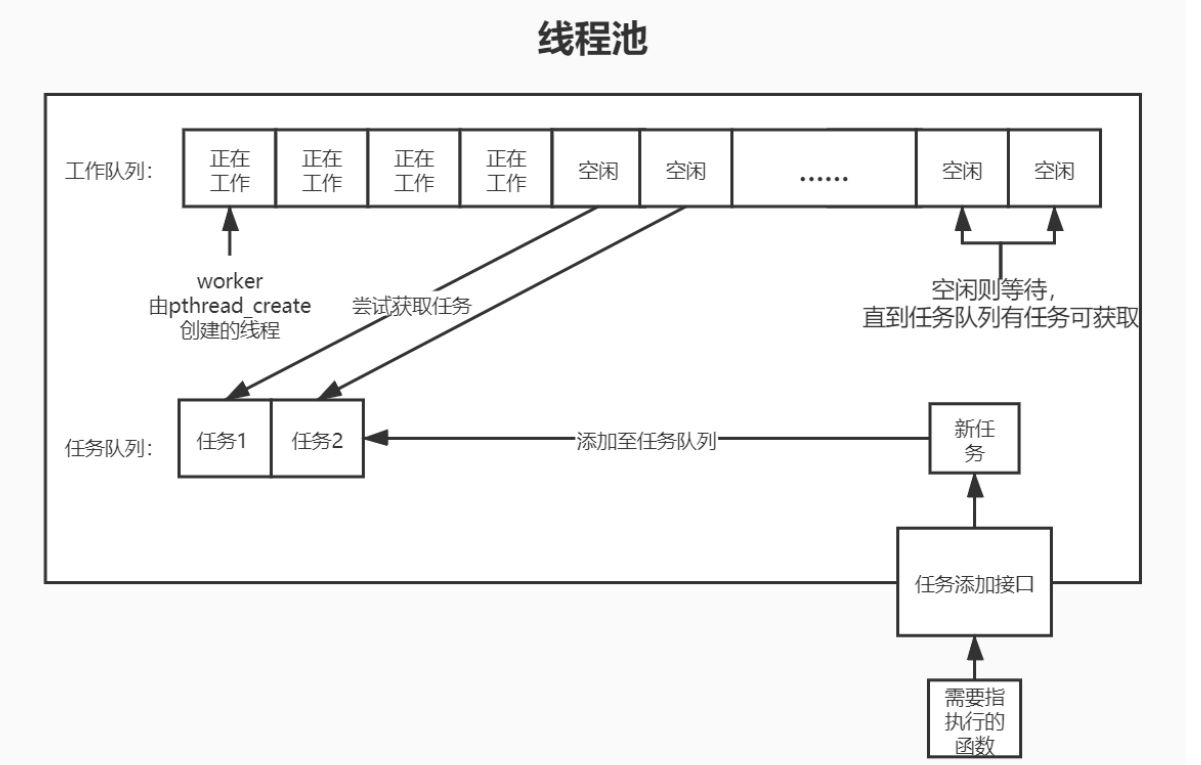 线程池
工作队列：
正在
工作
正在
工作
正在
工作
正在
工作
空闲
空闲
......
空闲
空闲
worker
由pthread_create
创建的线程
尝试获取任务
空闲则等待，
直到任务队列有任务可获取
任务队列：
任务1
任务2
添加至任务队列
新任
务
任务添加接口
需要指
执行的
函数